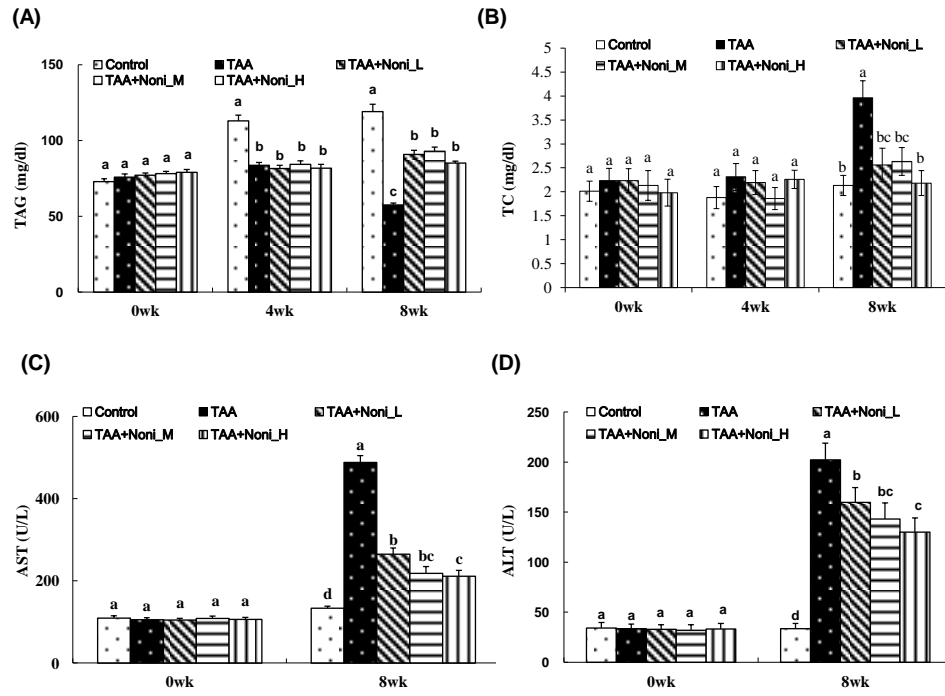 (A)
Control TAA TAA+Noni_L
TAA+Noni_M TAA+Noni_H
TAG (mg/dl)
150
100
50
0
a a a a a
a b b b b
a c b b b
0wk 4wk 8wk
(B)
Control TAA TAA+Noni_L
TAA+Noni_M TAA+Noni_H
TC (mg/dl)
5
4.5
4
3.5
3
2.5
2
1.5
1
0.5
0
a a a a a
a a a a a
b a bc bc b
0wk 4wk 8wk
(C)
Control TAA TAA+Noni_L
TAA+Noni_M TAA+Noni_H
AST (U/L)
600
400
200
0
a a a a a
d a b bc c
0wk 8wk
(D)
Control TAA TAA+Noni_L
TAA+Noni_M TAA+Noni_H
ALT (U/L)
250
200
150
100
50
0
a a a a a
d a b bc c
0wk 8wk